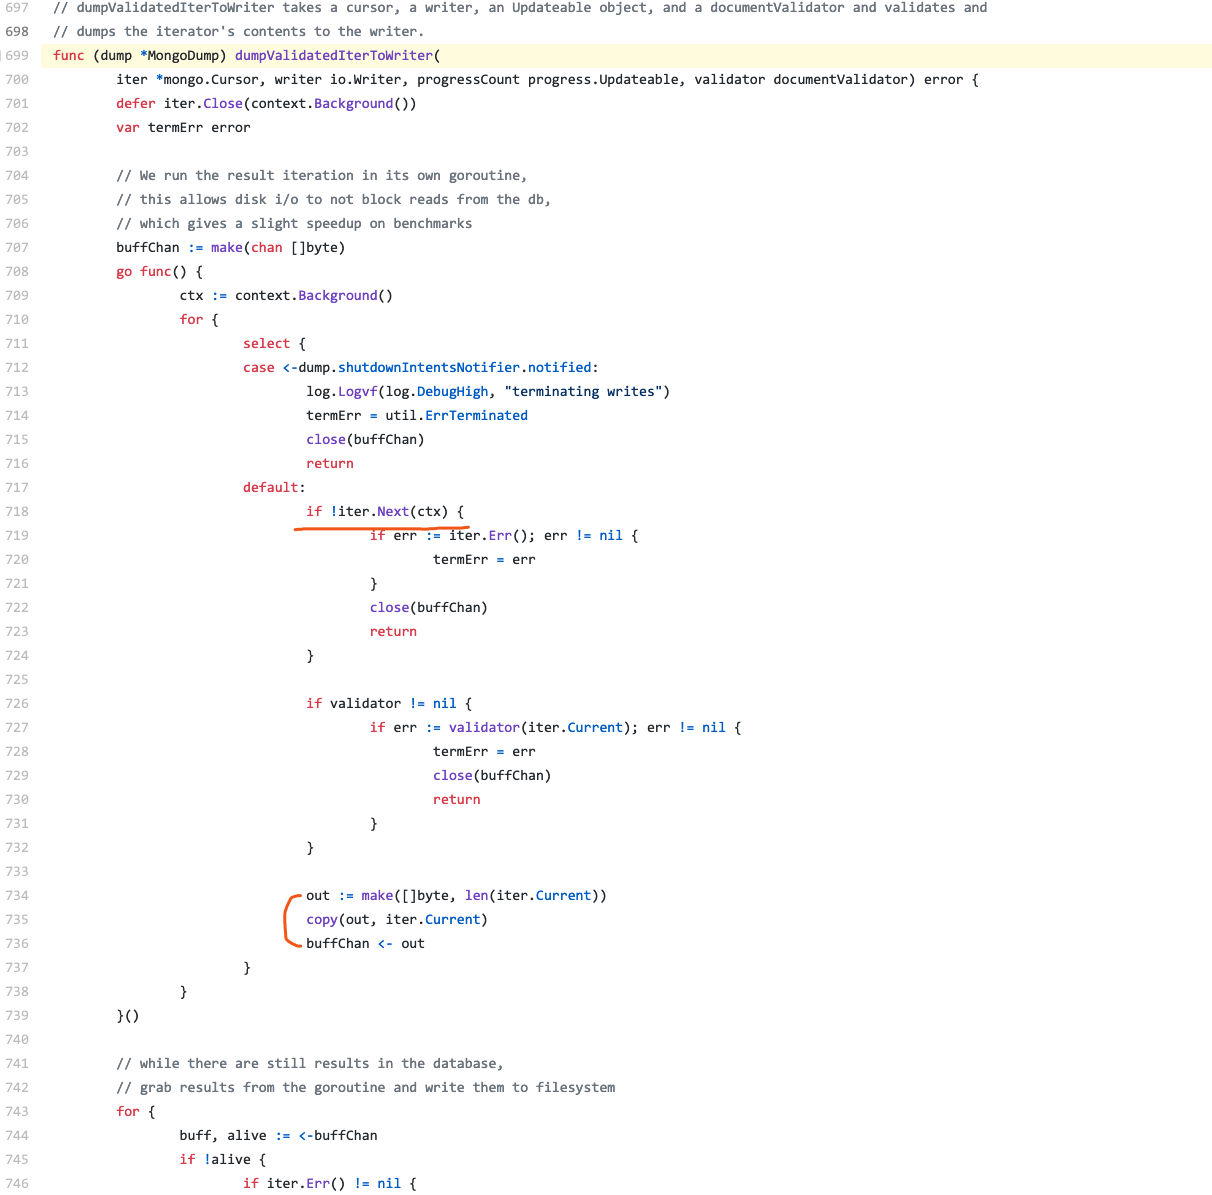 697 // dumpValidatedIterToWriter takes a cursor, a writer, an Updateable object, and a documentValidator and validates and
698 // dumps the iterator's contents to the writer.
699 func (dump *MongoDump) dumpValidatedIterToWriter(
700 iter *mongo.Cursor, writer io.Writer, progressCount progress.Updateable, validator documentValidator) error {
701 defer iter.Close(context.Background())
702 var termErr error
703
704 // We run the result iteration in its own goroutine,
705 // this allows disk i/o to not block reads from the db,
706 // which gives a slight speedup on benchmarks
707 buffChan := make(chan []byte)
708 go func() {
709 ctx := context.Background()
710 for {
711 select {
712 case <-dump.shutdownIntentsNotifier.notified:
713 log.Logvf(log.DebugHigh, "terminating writes")
714 termErr = util.ErrTerminated
715 close(buffChan)
716 return
717 default:
718 if !iter.Next(ctx) {
719 if err := iter.Err(); err != nil {
720 termErr = err
721 }
722 close(buffChan)
723 return
724 }
725
726 if validator != nil {
727 if err := validator(iter.Current); err != nil {
728 termErr = err
729 close(buffChan)
730 return
731 }
732 }
733
734 out := make([]byte, len(iter.Current))
735 copy(out, iter.Current)
736 buffChan <- out
737 }
738 }
739 }()
740
741 // while there are still results in the database,
742 // grab results from the goroutine and write them to filesystem
743 for {
744 buff, alive := <-buffChan
745 if !alive {
746 if iter.Err() != nil {